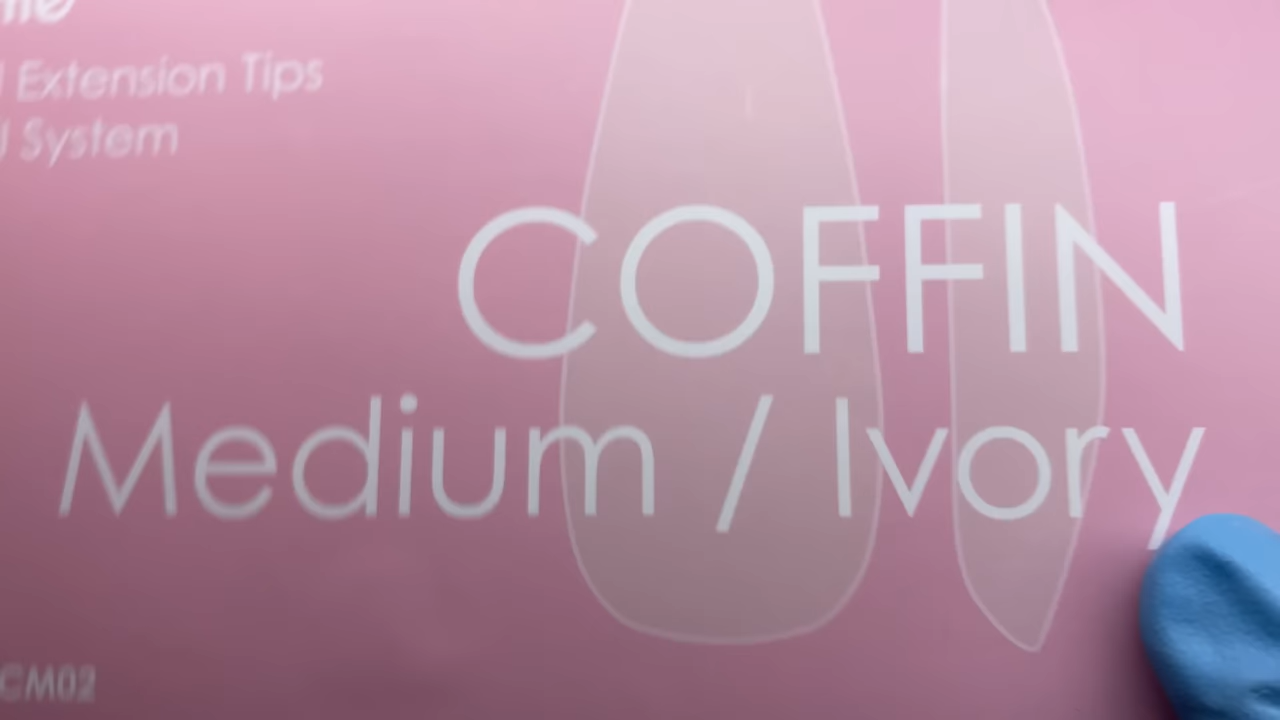 Extension Tips
System
COFFIN
Medium / Ivory
CM02